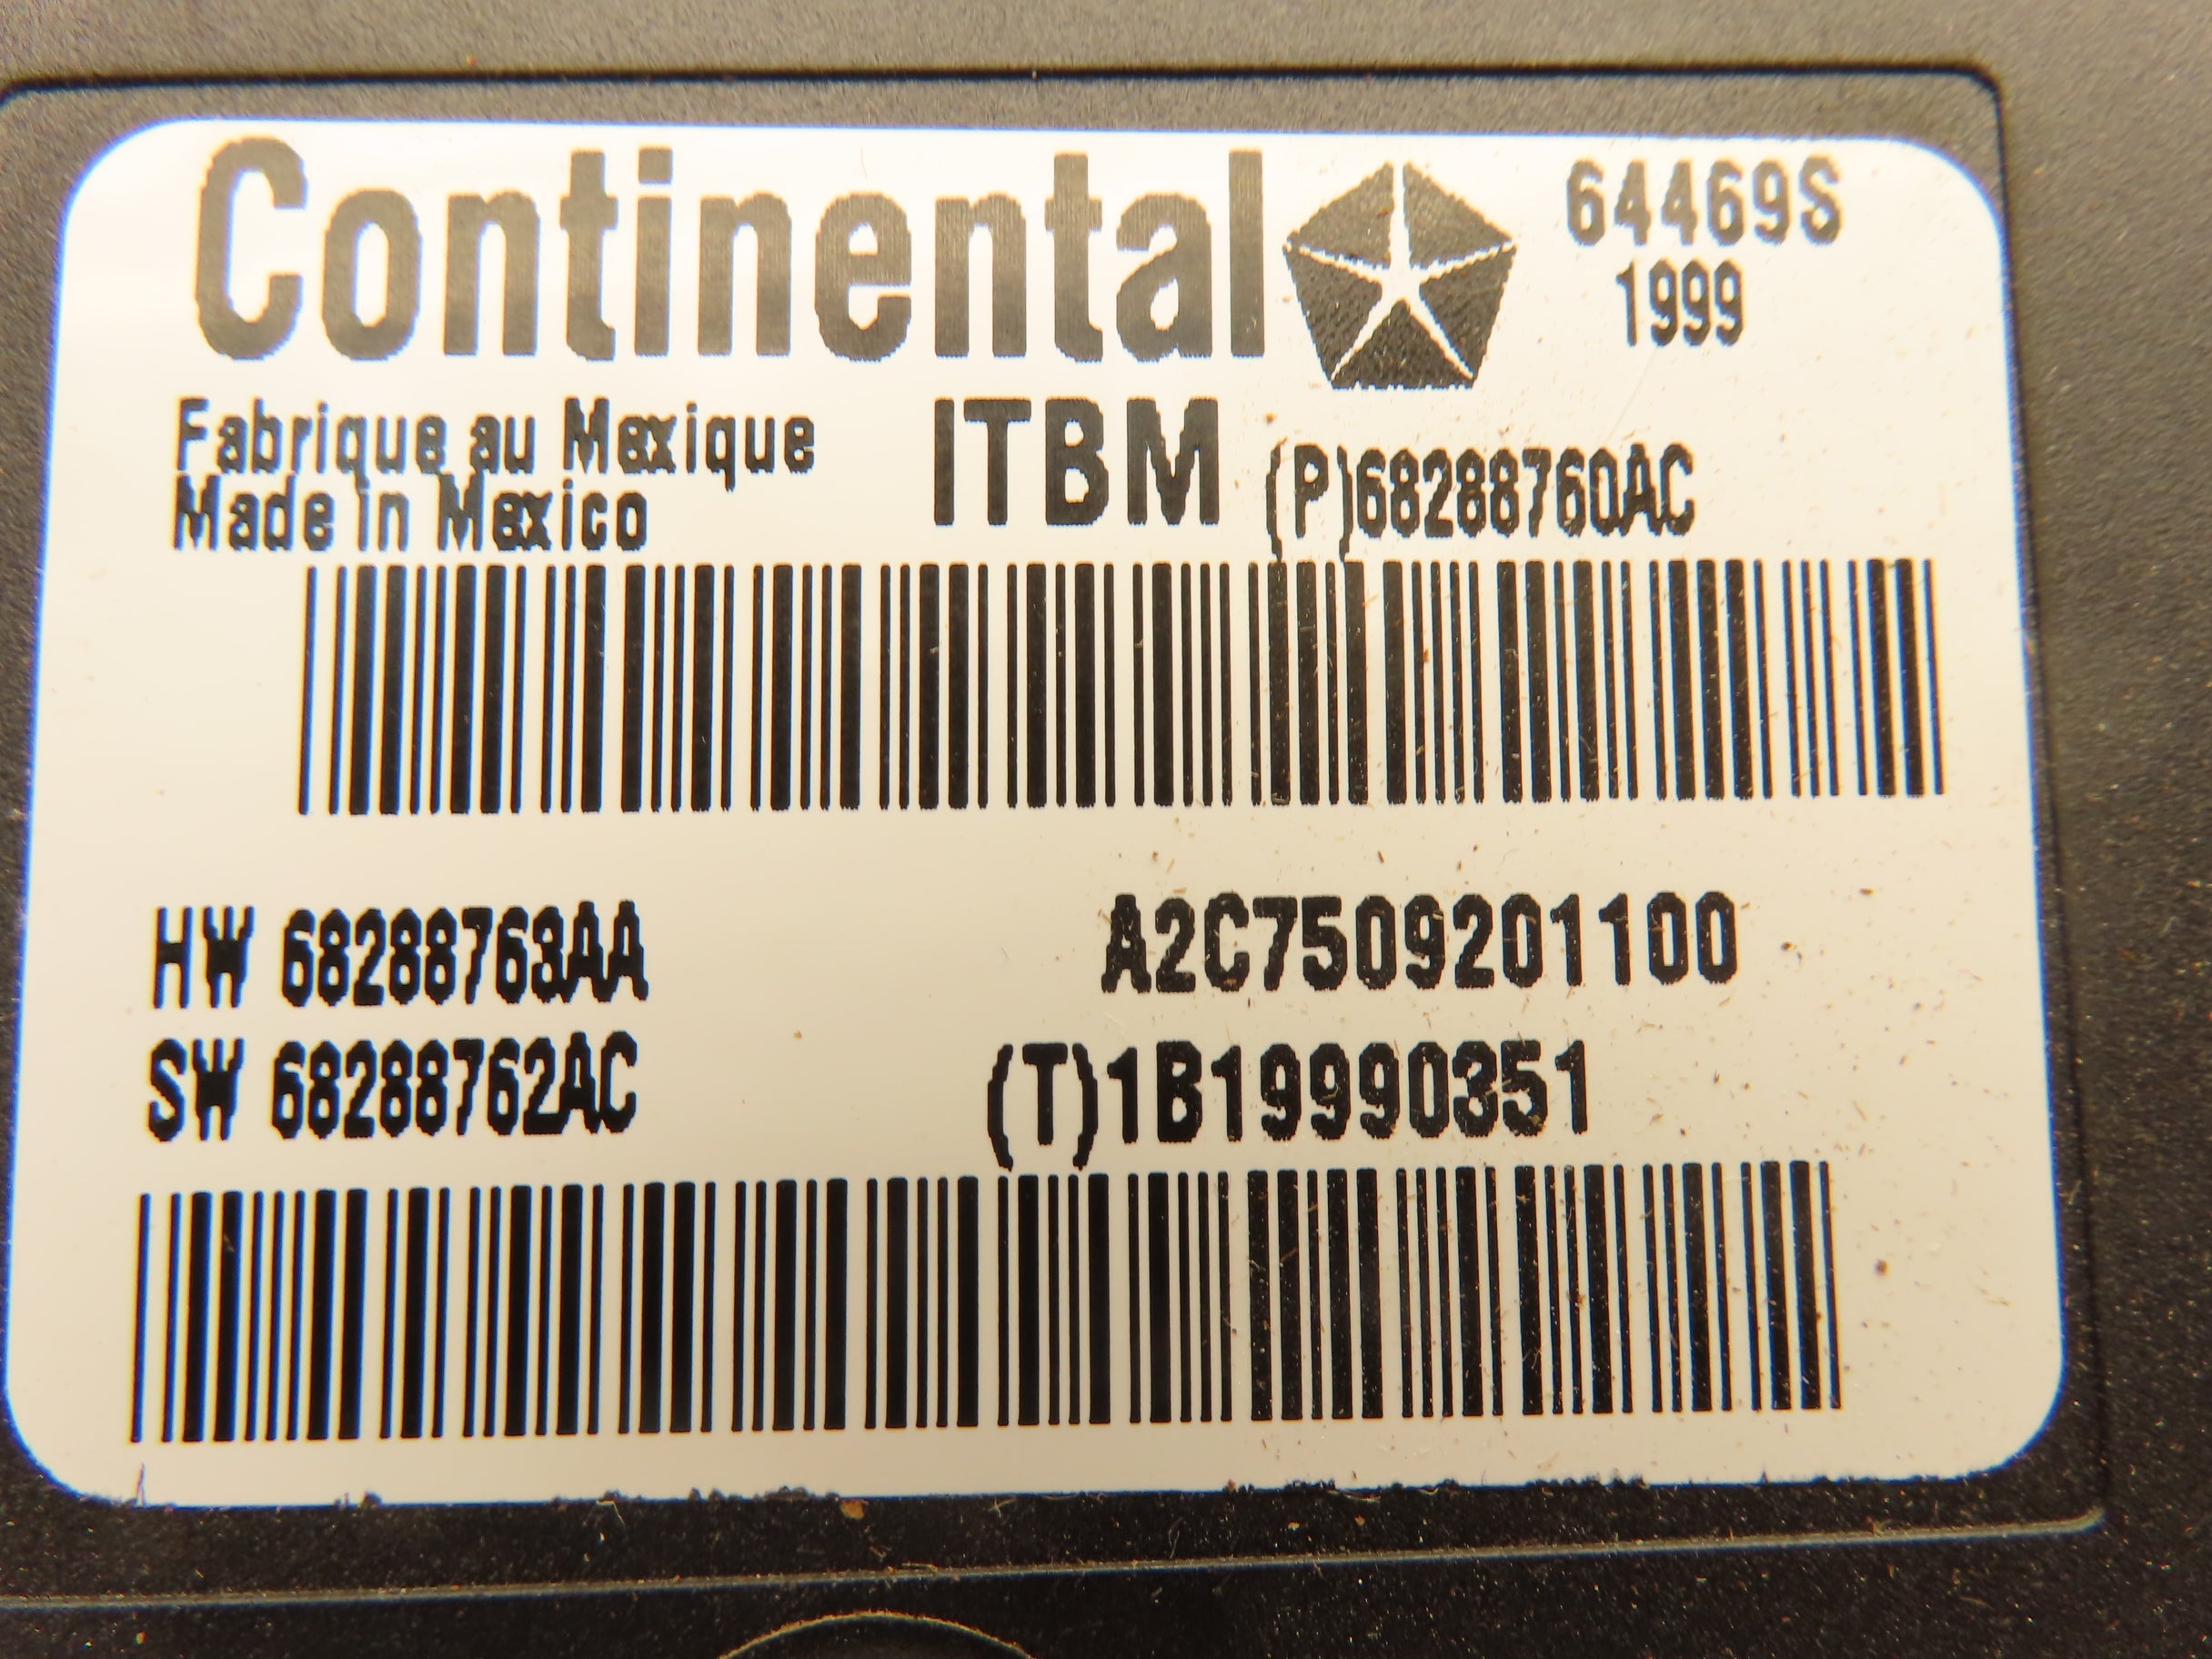 Continental
64469S
1999
Fabrique au Mexique
Made in Mexico
ITBM (P)68288760AC
HW 68288763AA
A2C7509201100
SW 68288762AC
(T)1B19990351